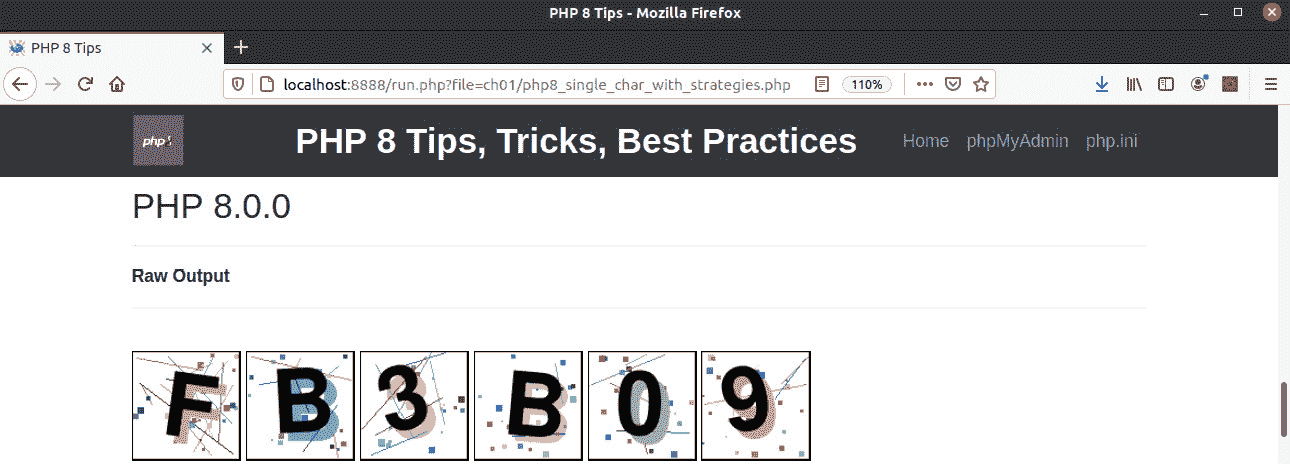 PHP 8 Tips - Mozilla Firefox
PHP 8 Tips
localhost:8888/run.php?file=ch01/php8_single_char_with_strategies.php 110%
php8
PHP 8 Tips, Tricks, Best Practices Home phpMyAdmin php.ini
PHP 8.0.0
Raw Output
F B 3 B 0 9